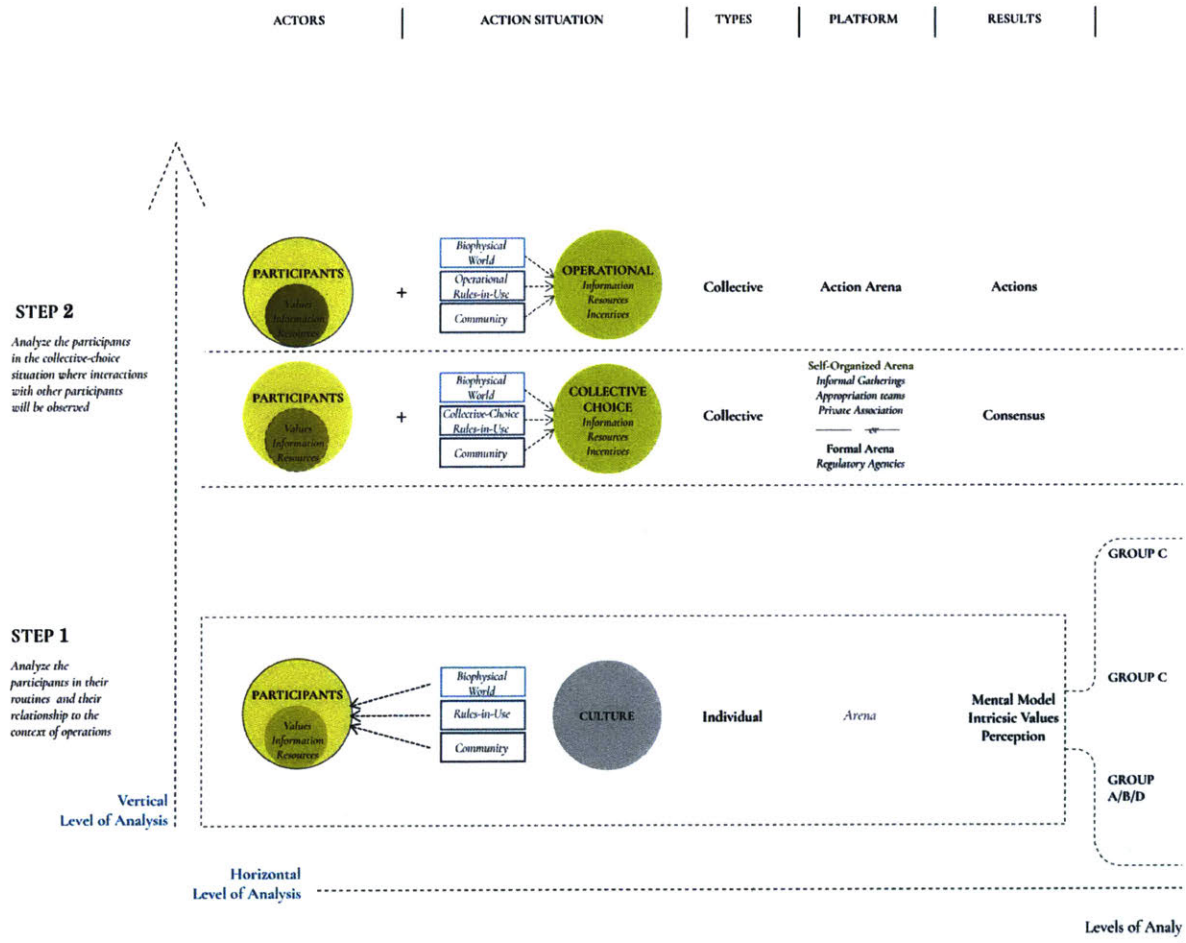 ACTORS
ACTION SITUATION
TYPES
PLATFORM
RESULTS
STEP 2
Analyze the participants
in the collective-choice
situation where interactions
with other participants
will be observed
PARTICIPANTS
Values
Information
Resources
+
Biophysical
World
Operational
Rules-in-Use
Community
OPERATIONAL
Information
Resources
Incentives
Collective
Action Arena
Actions
PARTICIPANTS
Values
Information
Resources
+
Biophysical
World
Collective-Choice
Rules-in-Use
Community
COLLECTIVE
CHOICE
Information
Resources
Incentives
Collective
Self-Organized Arena
Informal Gatherings
Appropriation teams
Private Association
or
Formal Arena
Regulatory Agencies
Consensus
STEP 1
Analyze the
participants in their
routines and their
relationship to the
context of operations
PARTICIPANTS
Values
Information
Resources
Biophysical
World
Rules-in-Use
Community
CULTURE
Individual
Arena
Mental Model
Intricsic Values
Perception
GROUP C
GROUP C
GROUP
A/B/D
Vertical
Level of Analysis
Horizontal
Level of Analysis
Levels of Analy